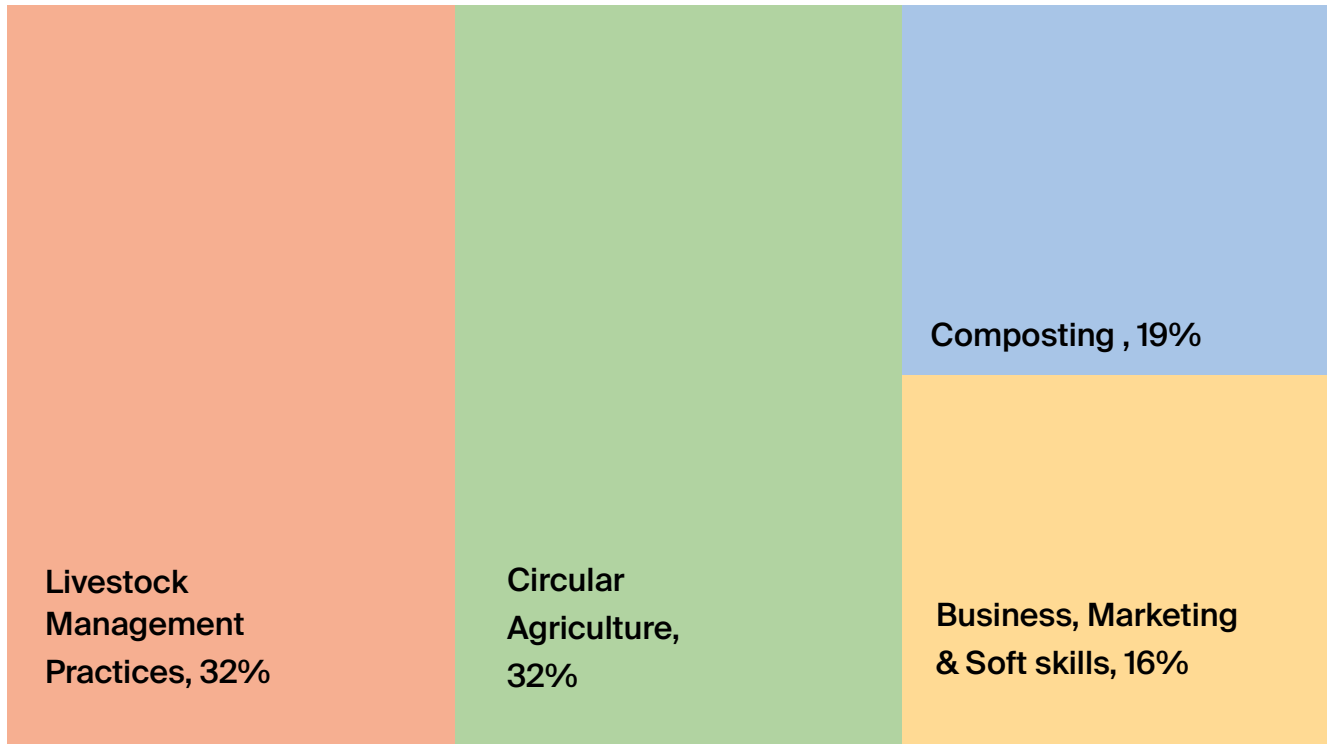 Livestock
Management
Practices, 32%
Circular
Agriculture,
32%
Composting , 19%
Business, Marketing
& Soft skills, 16%